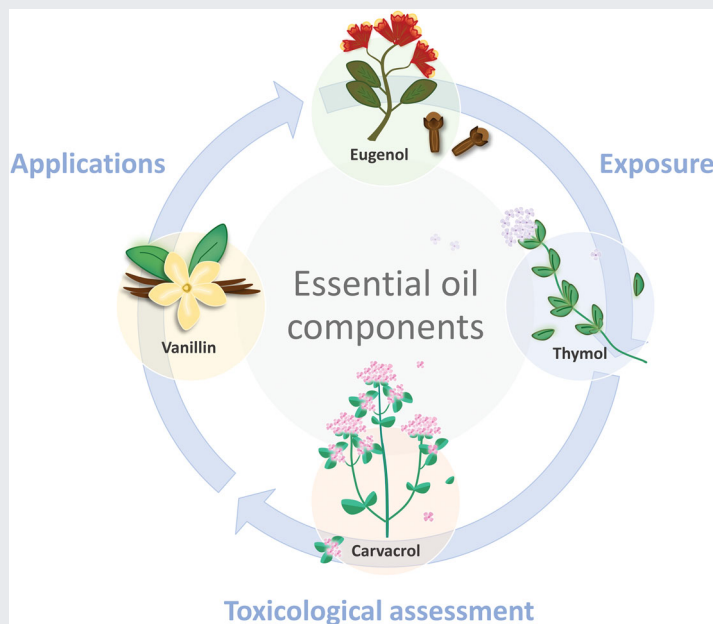 Eugenol
Applications
Exposure
Essential oil
components
Vanillin
Thymol
Carvacrol
Toxicological assessment